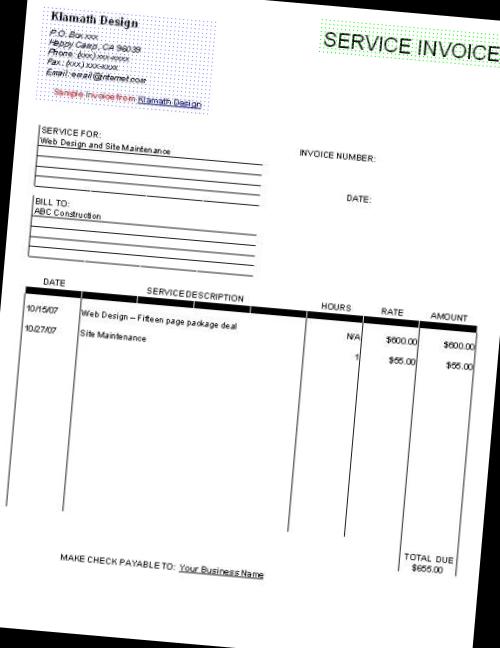 Klamath Design
P.O. Box xxx
Happy Camp, CA 96039
Phone: (xxx) xxx-xxxx
Fax: (xxx) xxx-xxxx
Email: email@internet.com
Sample Invoice from Klamath Design
SERVICE INVOICE
SERVICE FOR:
Web Design and Site Maintenance
INVOICE NUMBER:
DATE:
BILL TO:
ABC Construction
DATE SERVICE DESCRIPTION HOURS RATE AMOUNT
10/15/07 Web Design – Fifteen page package deal N/A $600.00 $600.00
10/27/07 Site Maintenance 1 $55.00 $55.00
TOTAL DUE
$655.00
MAKE CHECK PAYABLE TO: Your Business Name